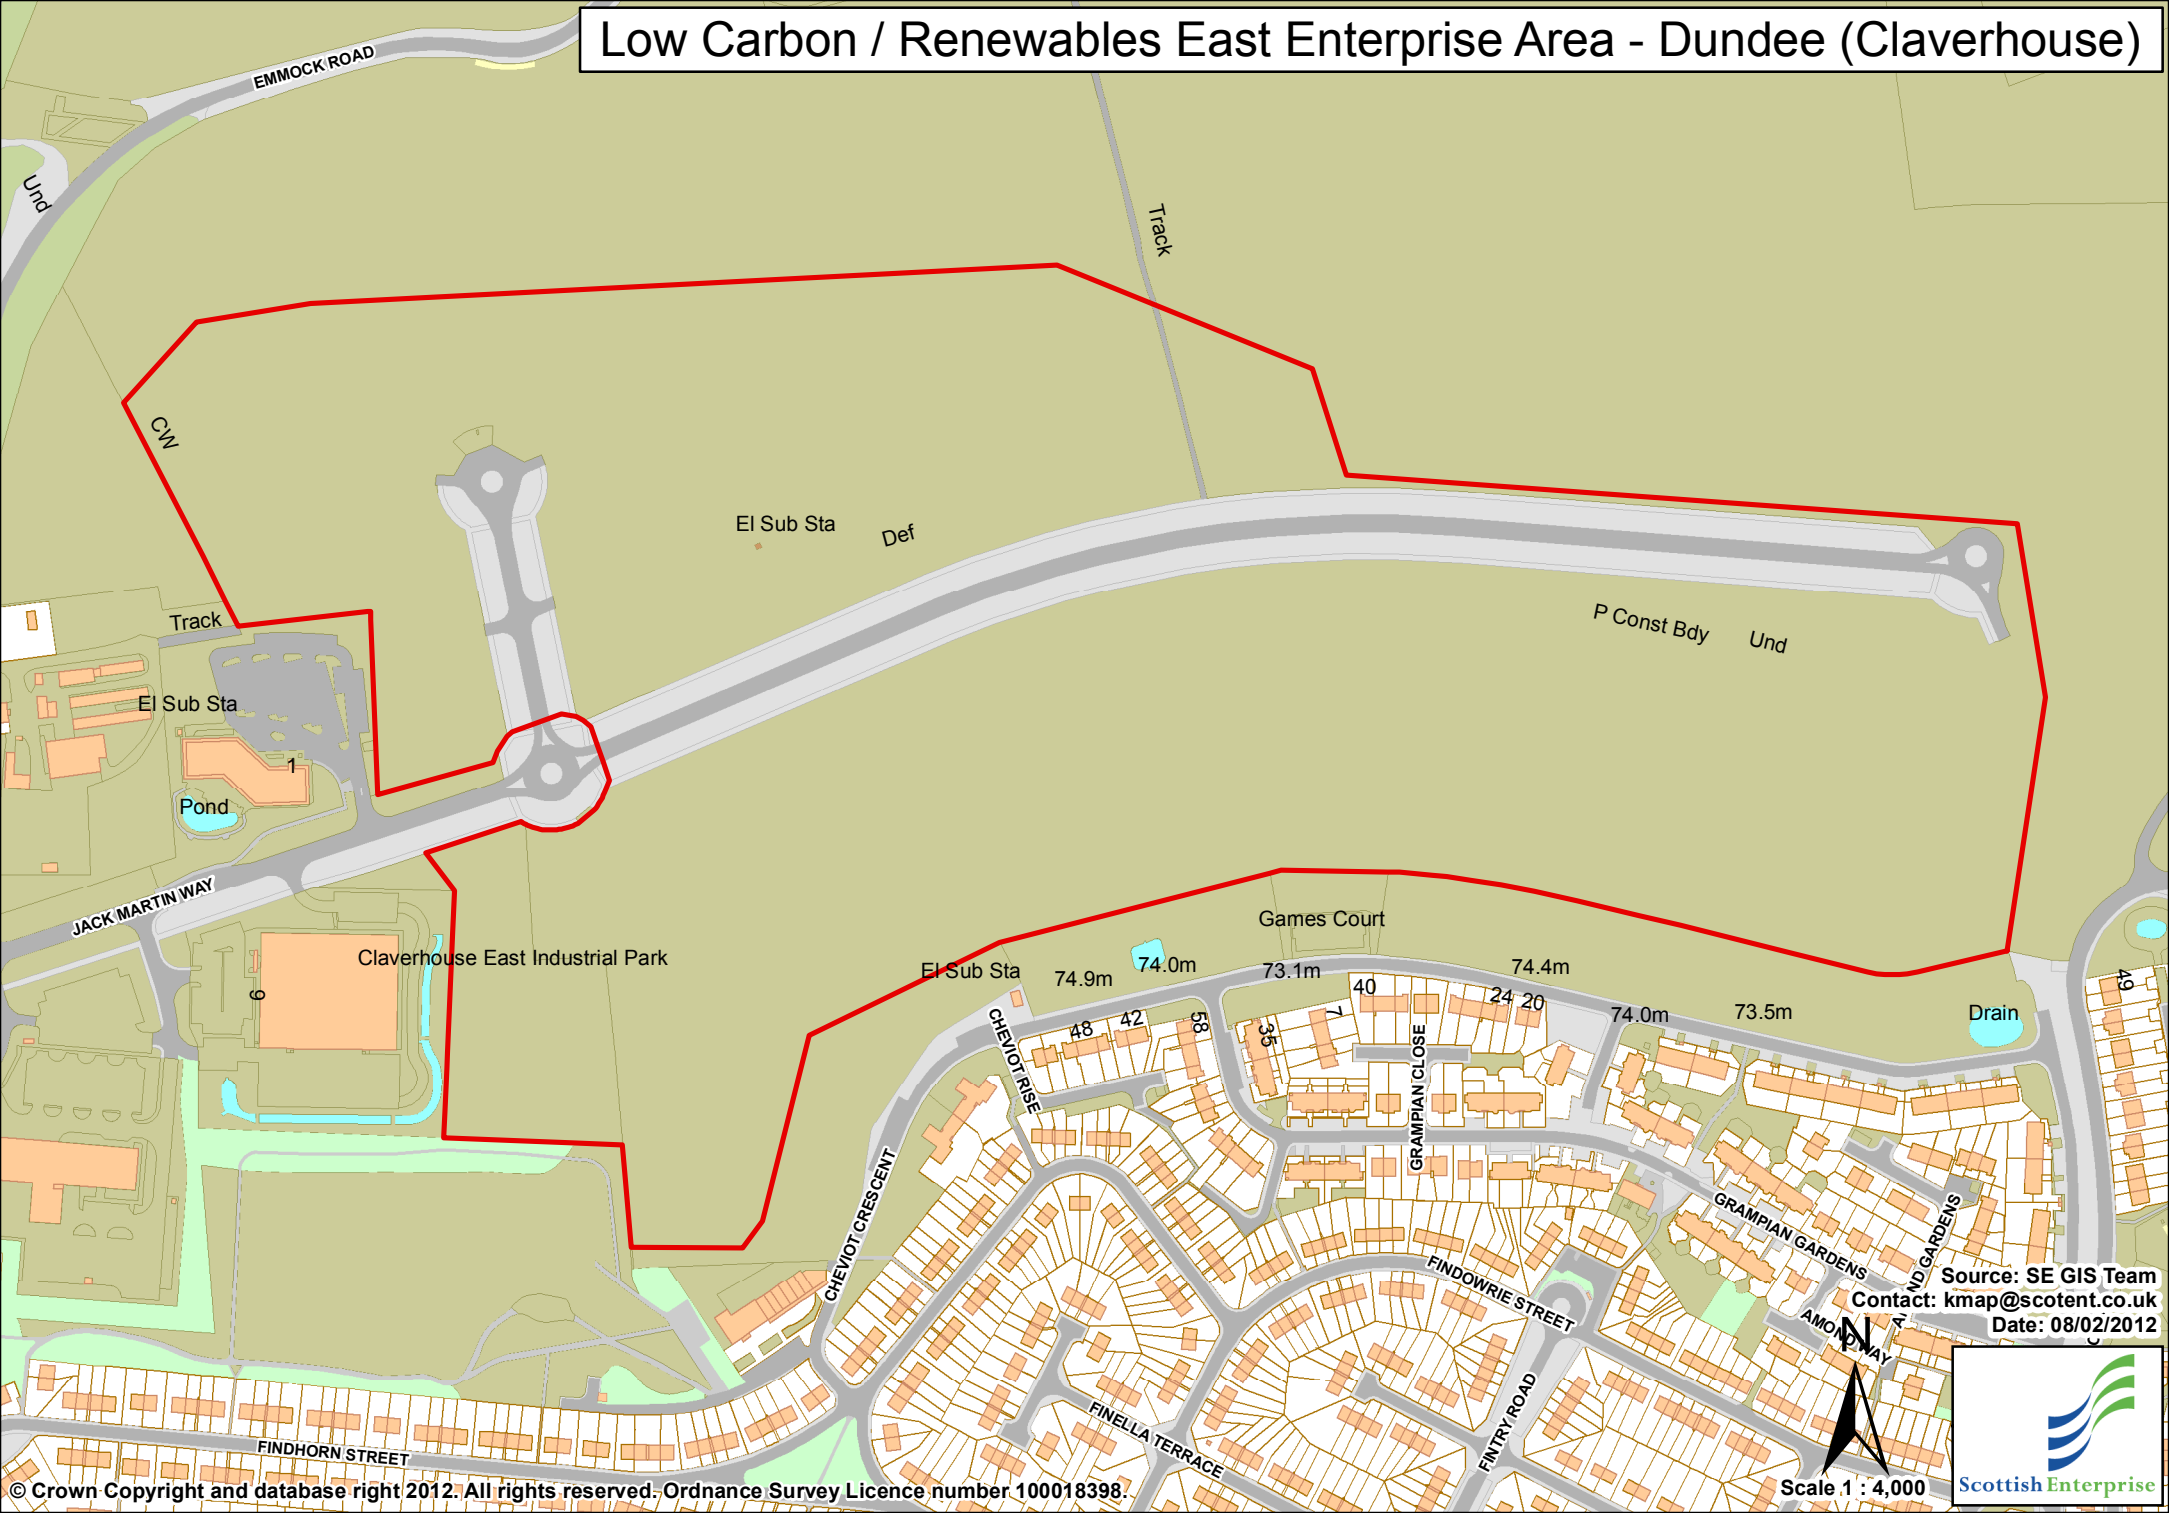 Low Carbon / Renewables East Enterprise Area - Dundee (Claverhouse)
EMMOCK ROAD
Und
Track
CW
El Sub Sta
Def
P Const Bdy
Und
Track
El Sub Sta
1
Pond
JACK MARTIN WAY
Claverhouse East Industrial Park
9
Games Court
El Sub Sta
74.9m
74.0m
73.1m
74.4m
74.0m
73.5m
Drain
49
40
24
20
7
35
58
42
48
CHEVIOT RISE
GRAMPIAN CLOSE
CHEVIOT CRESCENT
GRAMPIAN GARDENS
FINDOWRIE STREET
AMOND WAY
FINTRY ROAD
FINELLA TERRACE
FINDHORN STREET
Source: SE GIS Team
Contact: kmap@scotent.co.uk
Date: 08/02/2012
N
Scale 1 : 4,000
Scottish Enterprise
© Crown Copyright and database right 2012. All rights reserved. Ordnance Survey Licence number 100018398.